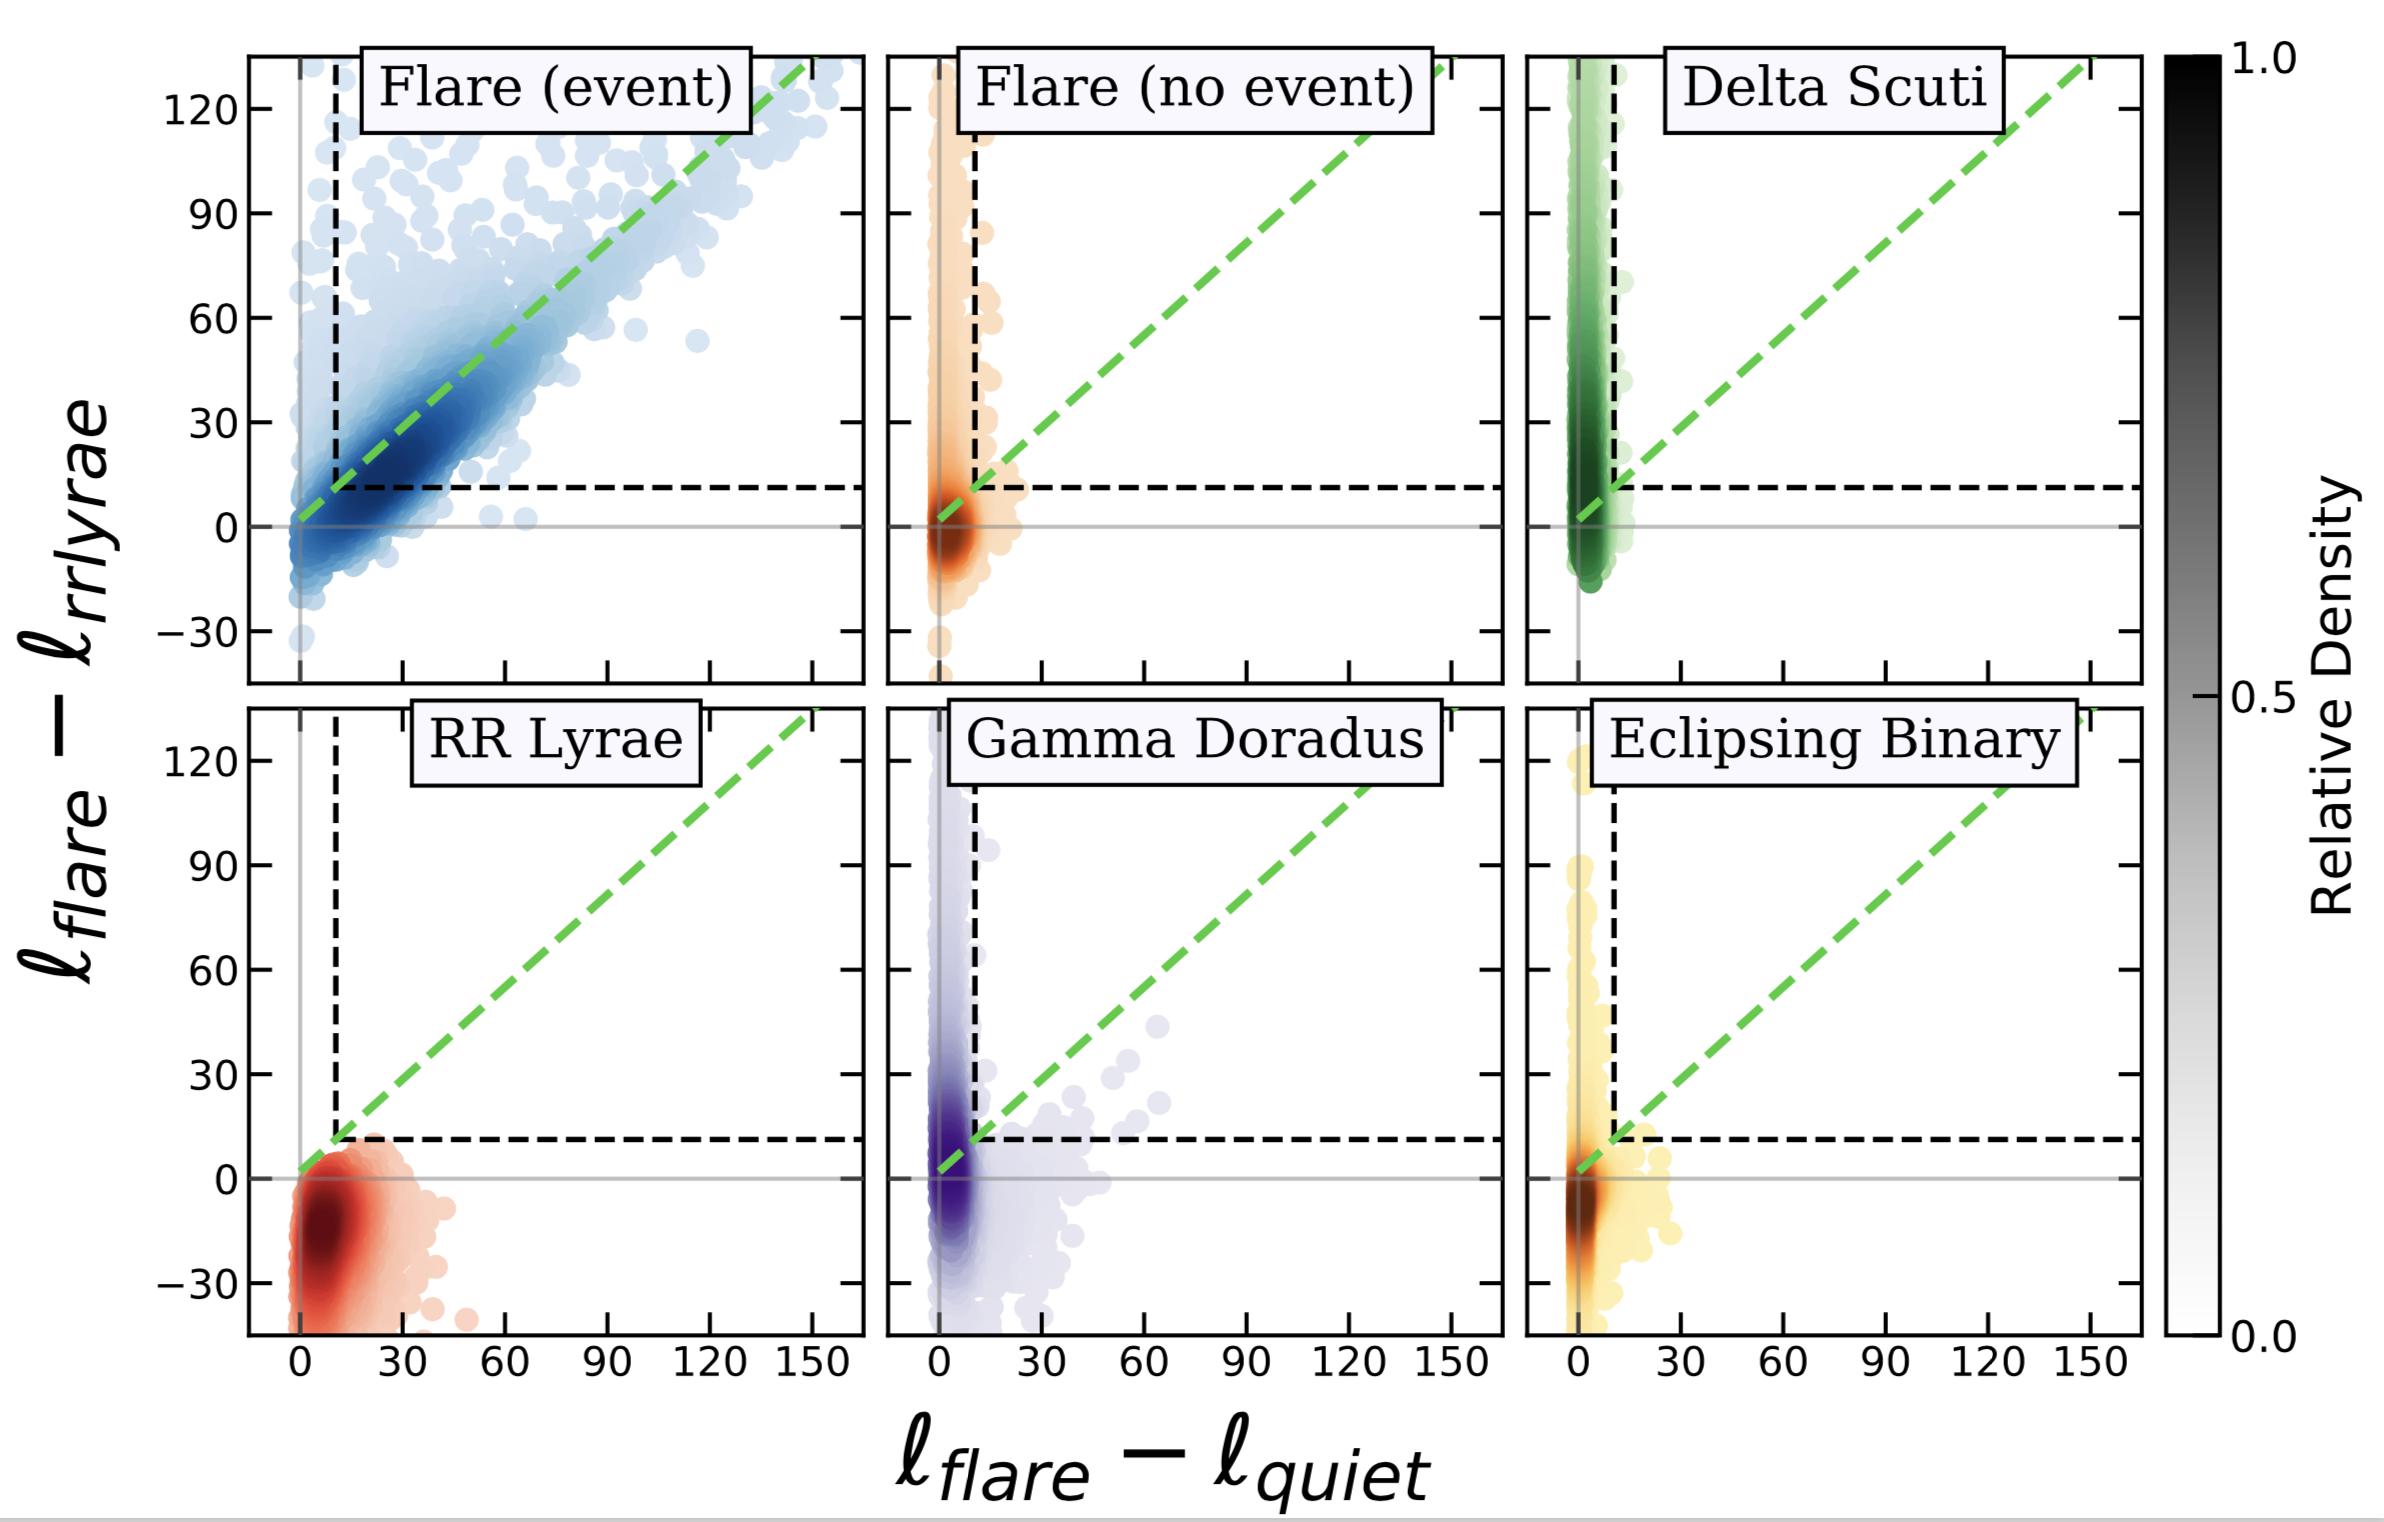 Flare (event)
Flare (no event)
Delta Scuti
120
90
60
30
0
−30
RR Lyrae
Gamma Doradus
Eclipsing Binary
120
90
60
30
0
−30
0 30 60 90 120 150
0 30 60 90 120 150
0 30 60 90 120 150
ℓflare − ℓrrlyrae
ℓflare − ℓquiet
1.0
0.5
0.0
Relative Density